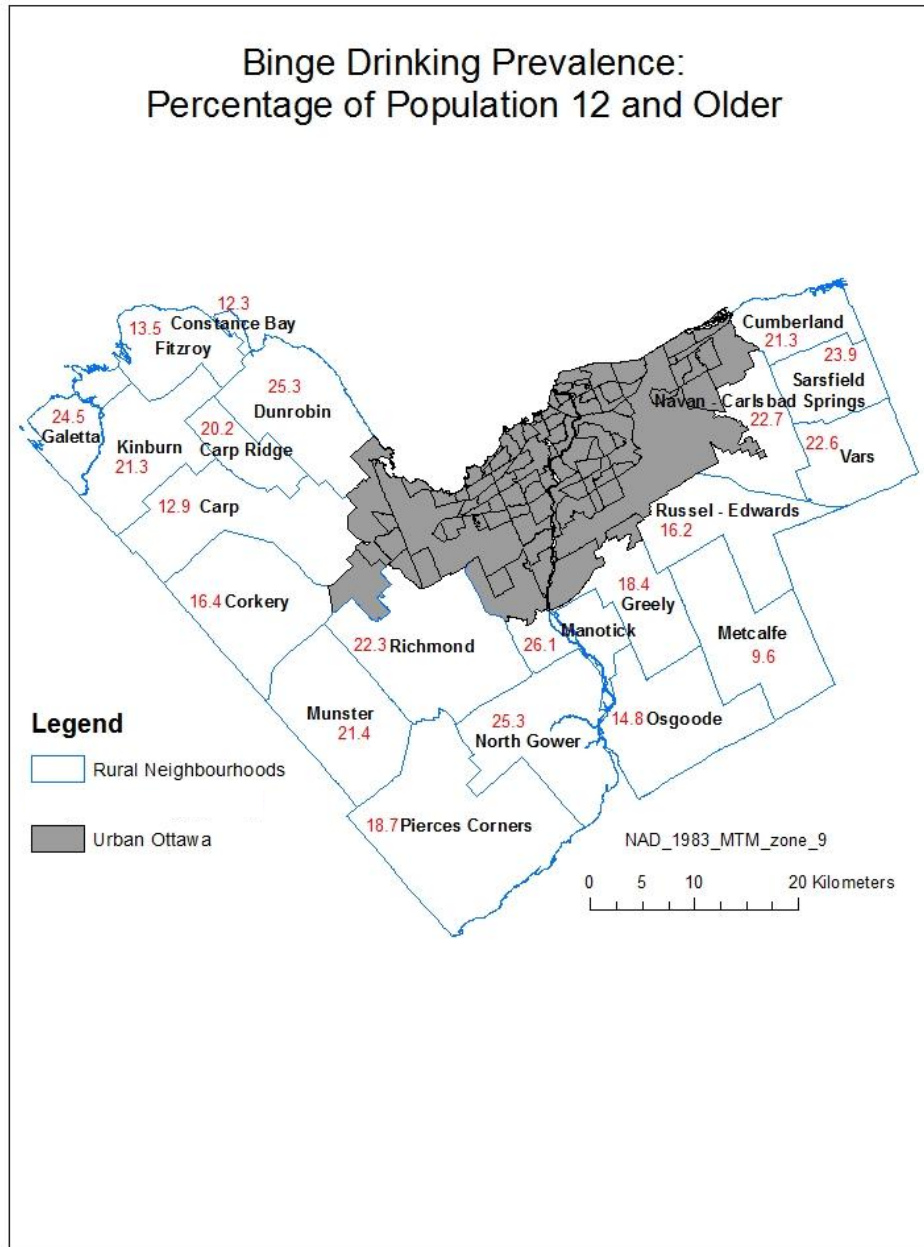 Binge Drinking Prevalence:
Percentage of Population 12 and Older
12.3
13.5 Constance Bay
Fitzroy
Cumberland
21.3
23.9
Sarsfield
25.3
Dunrobin
Navan - Carlsbad Springs
22.7
24.5
Galetta
20.2
Carp Ridge
Kinburn
21.3
22.6 Vars
12.9 Carp
Russel - Edwards
16.2
16.4 Corkery
18.4
Greely
22.3 Richmond
26.1 Manotick
Metcalfe
9.6
Munster
21.4
25.3
North Gower
14.8 Osgoode
Legend
Rural Neighbourhoods
Urban Ottawa
18.7 Pierces Corners
NAD_1983_MTM_zone_9
0 5 10 20 Kilometers